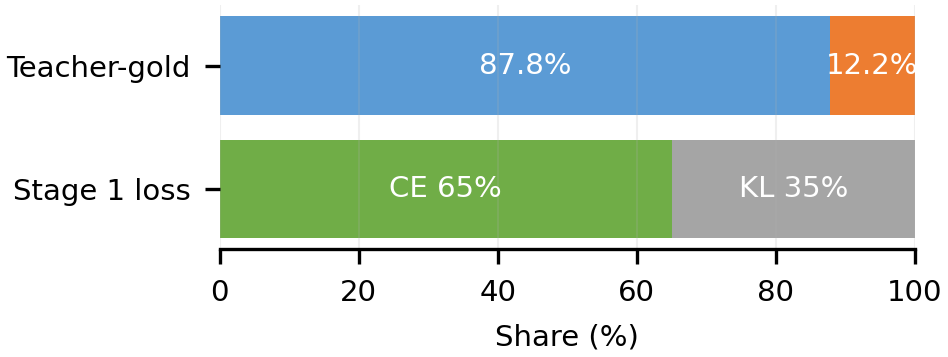 Teacher-gold 87.8% 12.2%
Stage 1 loss CE 65% KL 35%
0 20 40 60 80 100
Share (%)